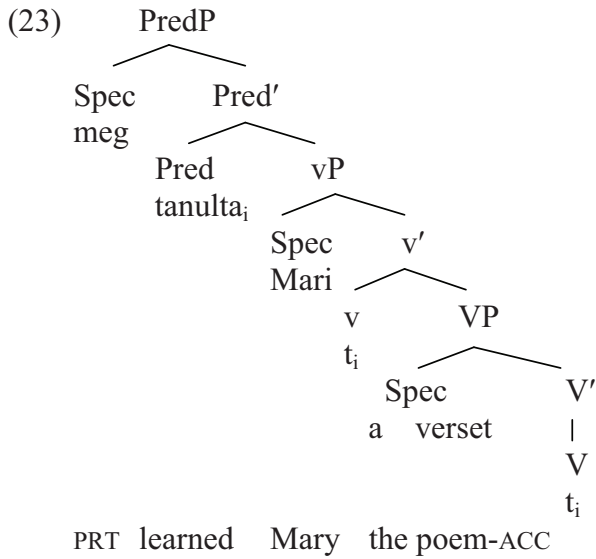 (23) PredP
Spec Pred′
meg
Pred vP
tanultaᵢ
Spec v′
Mari
v VP
tᵢ
Spec V′
a verset
V
tᵢ
PRT learned Mary the poem-ACC